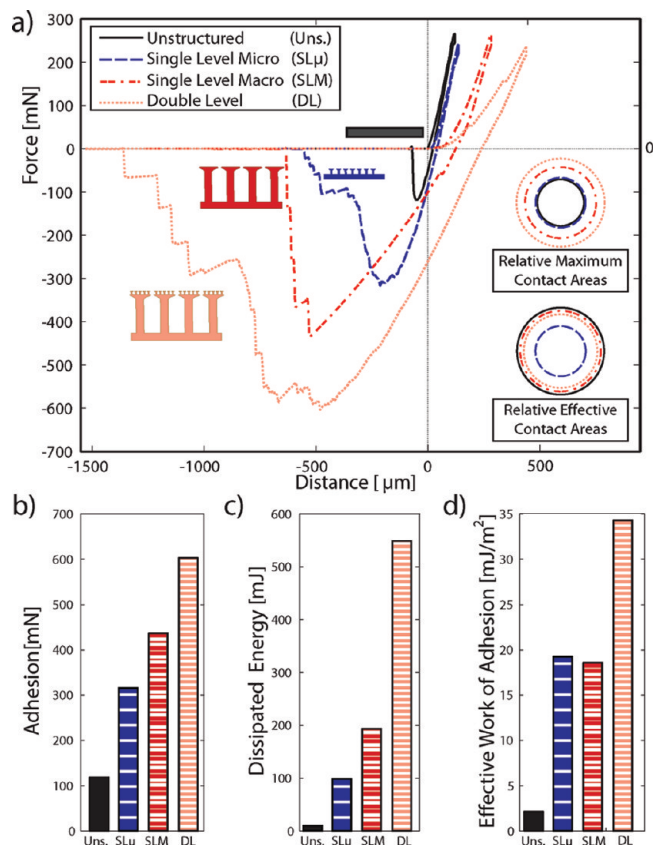 a)
Unstructured (Uns.)
Single Level Micro (SLμ)
Single Level Macro (SLM)
Double Level (DL)
Force [mN]
300
200
100
0
-100
-200
-300
-400
-500
-600
-700
0
Relative Maximum
Contact Areas
Relative Effective
Contact Areas
-1500 -1000 -500 0 500
Distance [ µm]
b)
Adhesion[mN]
700
600
500
400
300
200
100
0
Uns. SLu SLM DL
c)
Dissipated Energy [mJ]
600
500
400
300
200
100
0
Uns. SLu SLM DL
d)
Effective Work of Adhesion [mJ/m²]
35
30
25
20
15
10
5
0
Uns. SLu SLM DL